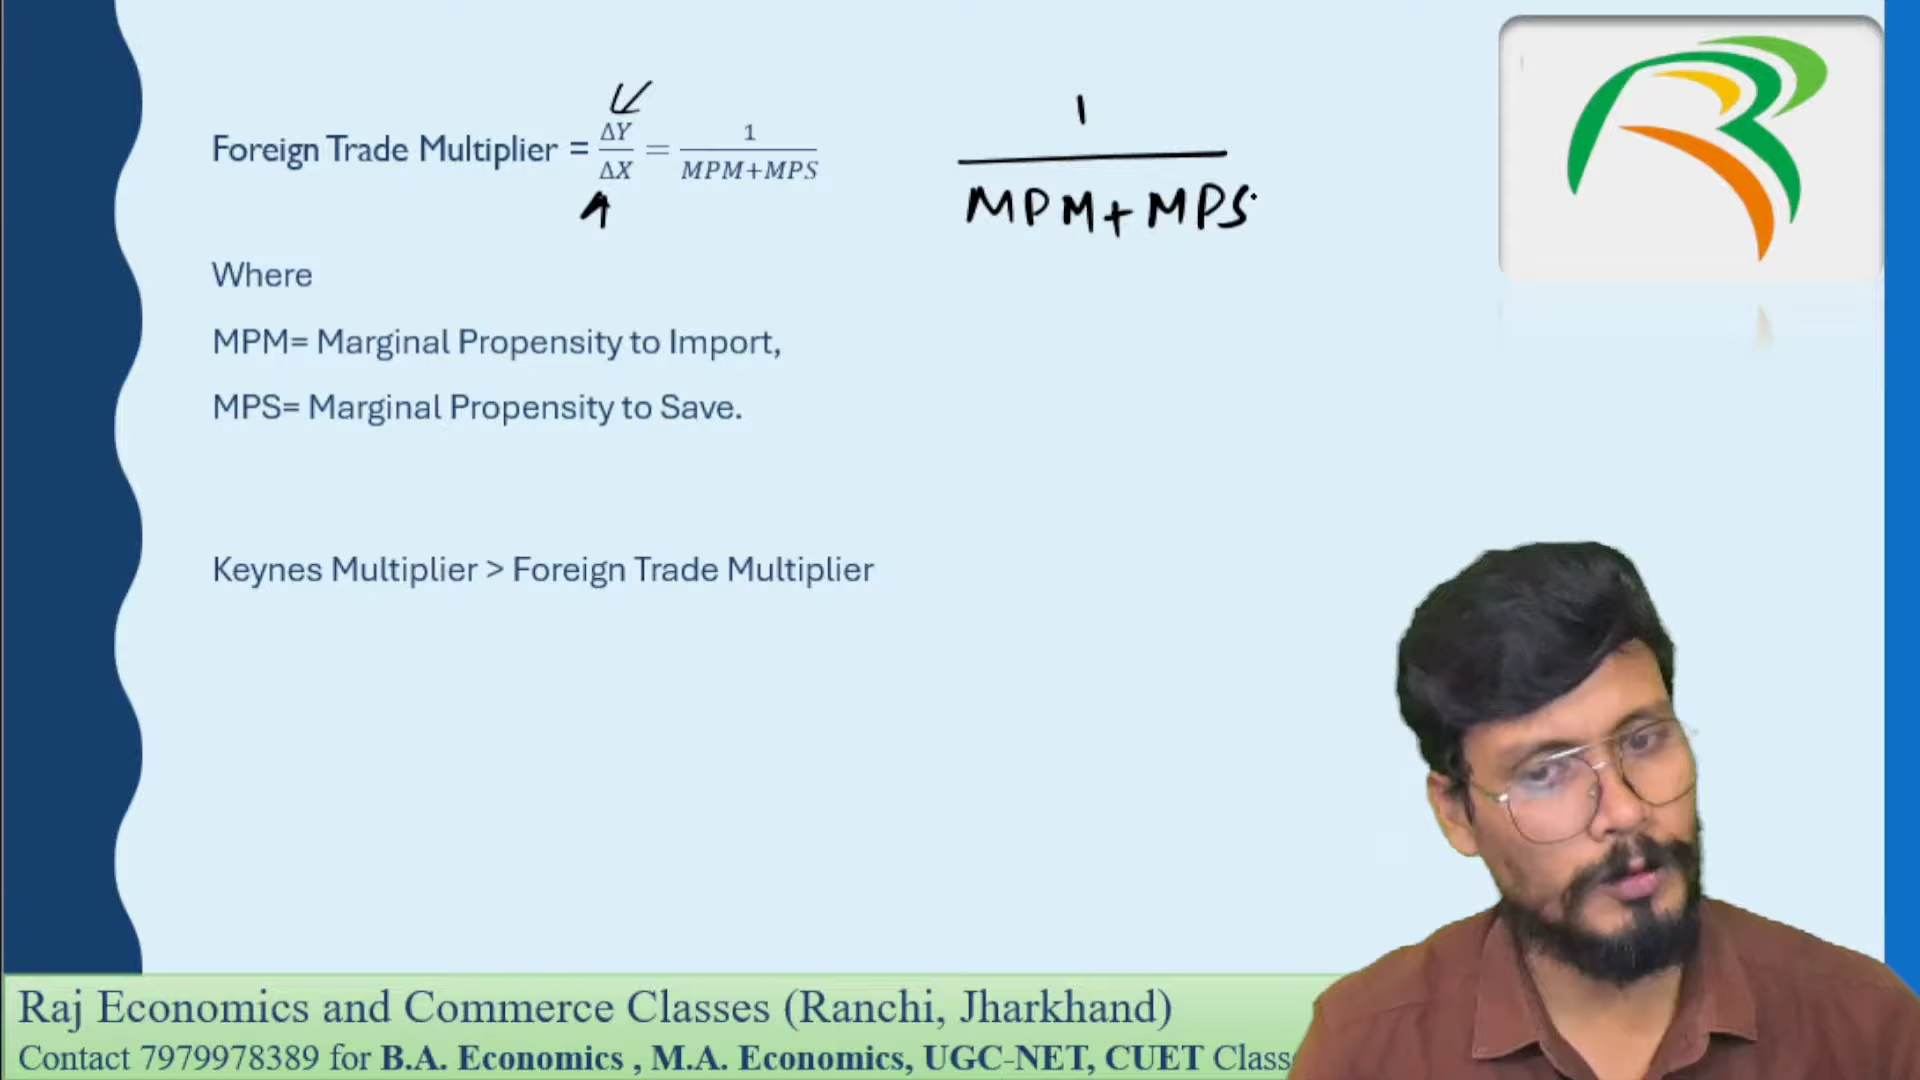 Foreign Trade Multiplier = ΔY/ΔX = 1/MPM+MPS
1
MPM+MPS
Where
MPM= Marginal Propensity to Import,
MPS= Marginal Propensity to Save.
Keynes Multiplier > Foreign Trade Multiplier
Raj Economics and Commerce Classes (Ranchi, Jharkhand)
Contact 7979978389 for B.A. Economics , M.A. Economics, UGC-NET, CUET